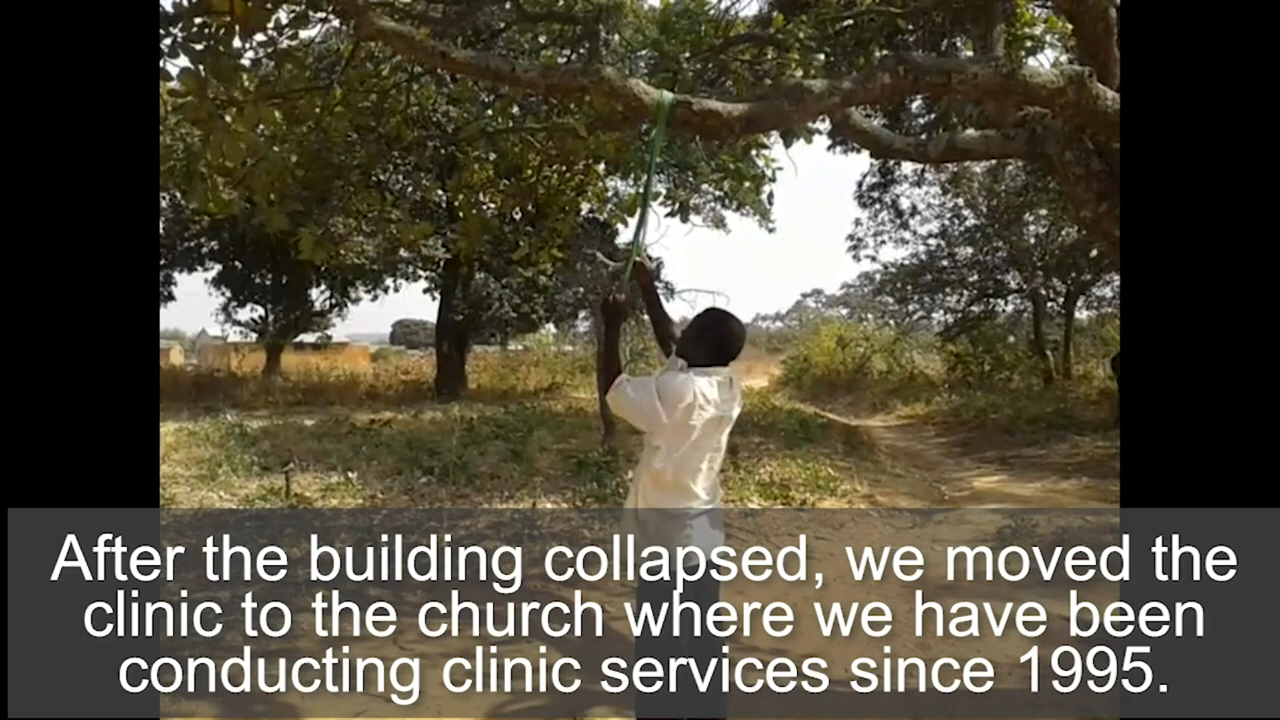 After the building collapsed, we moved the
clinic to the church where we have been
conducting clinic services since 1995.